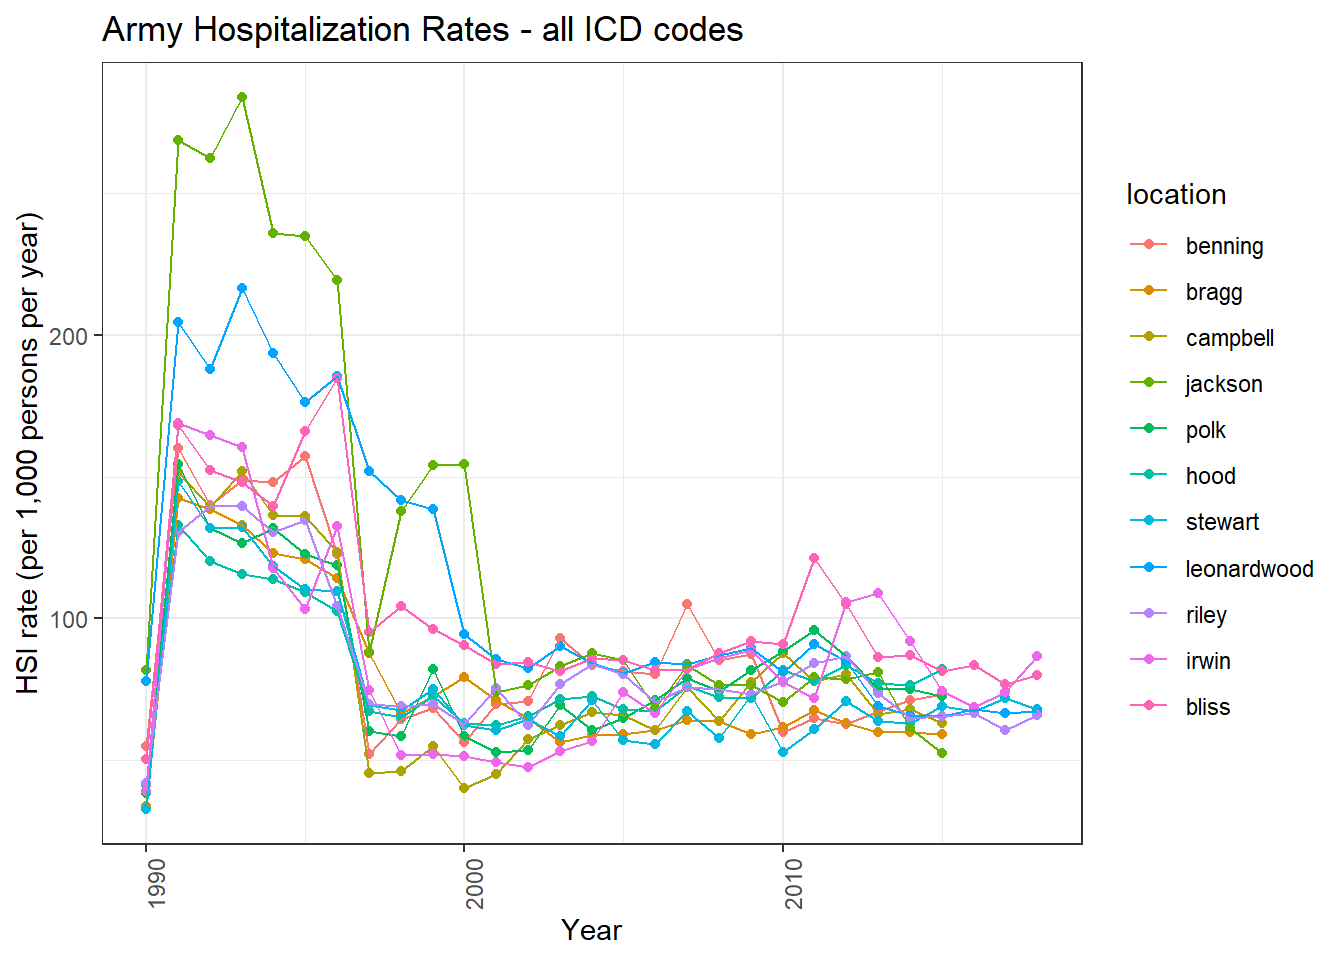 Army Hospitalization Rates - all ICD codes
HSI rate (per 1,000 persons per year)
200
100
1990
2000
2010
Year
location
benning
bragg
campbell
jackson
polk
hood
stewart
leonardwood
riley
irwin
bliss